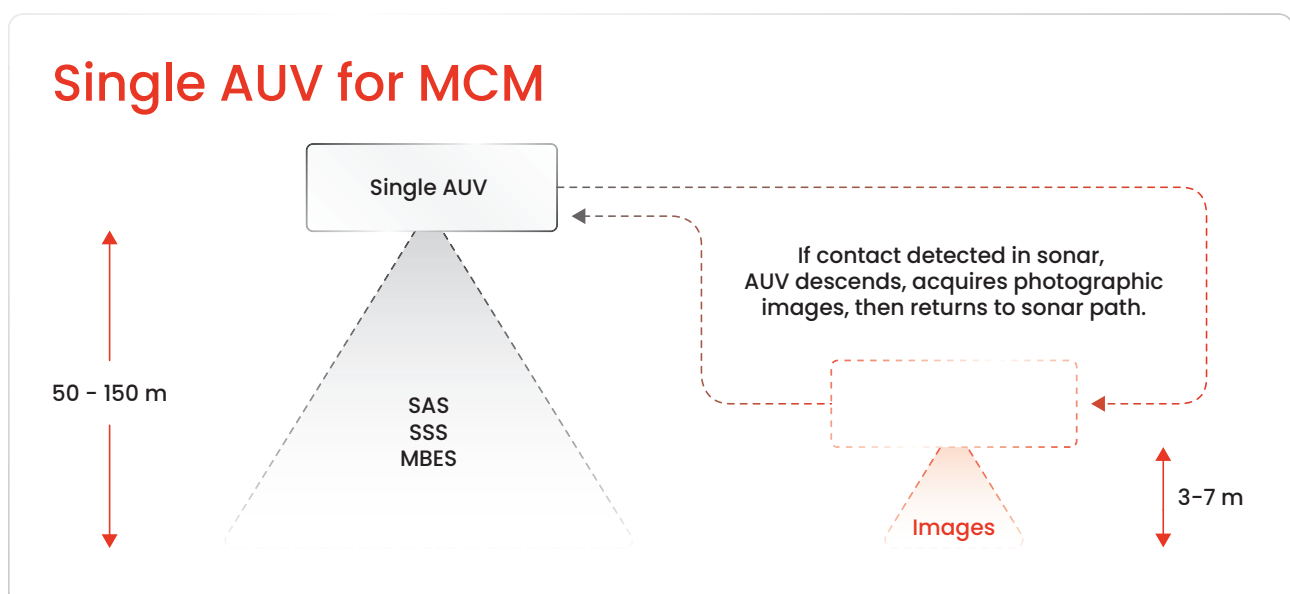 Single AUV for MCM
Single AUV
If contact detected in sonar,
AUV descends, acquires photographic
images, then returns to sonar path.
50 - 150 m
SAS
SSS
MBES
3-7 m
Images